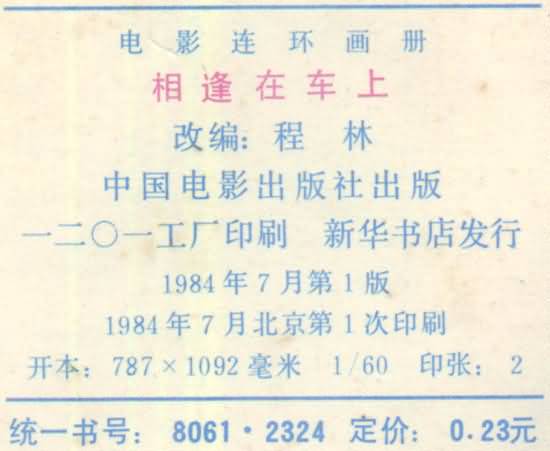 电影连环画册
相逢在车上
改编：程 林
中国电影出版社出版
一二〇一工厂印刷 新华书店发行
1984年7月第1版
1984年7月北京第1次印刷
开本：787×1092毫米 1/60 印张：2
统一书号：8061·2324 定价：0.23元